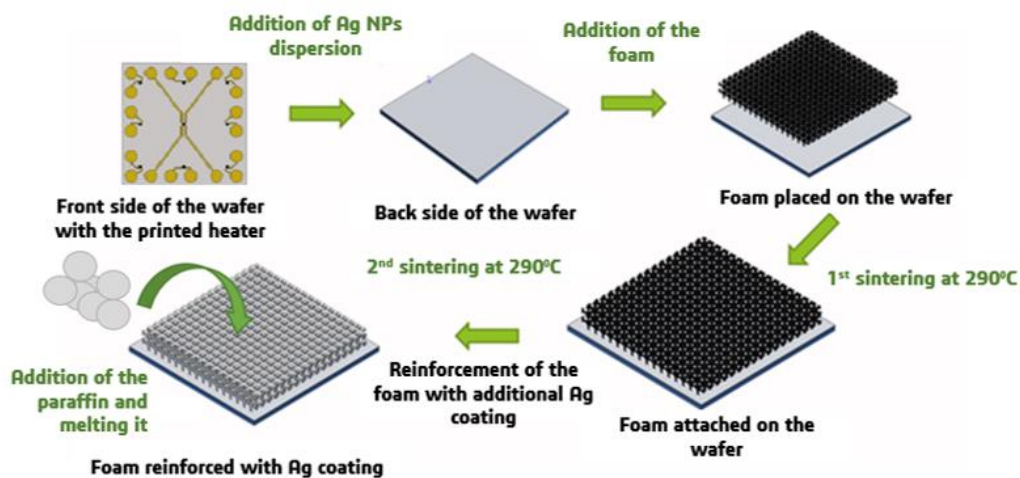 Addition of Ag NPs
dispersion
Addition of the
foam
Front side of the wafer
with the printed heater
Back side of the wafer
Foam placed on the wafer
2nd sintering at 290⁰C
1st sintering at 290⁰C
Addition of the
paraffin and
melting it
Reinforcement of the
foam with additional Ag
coating
Foam attached on the
wafer
Foam reinforced with Ag coating